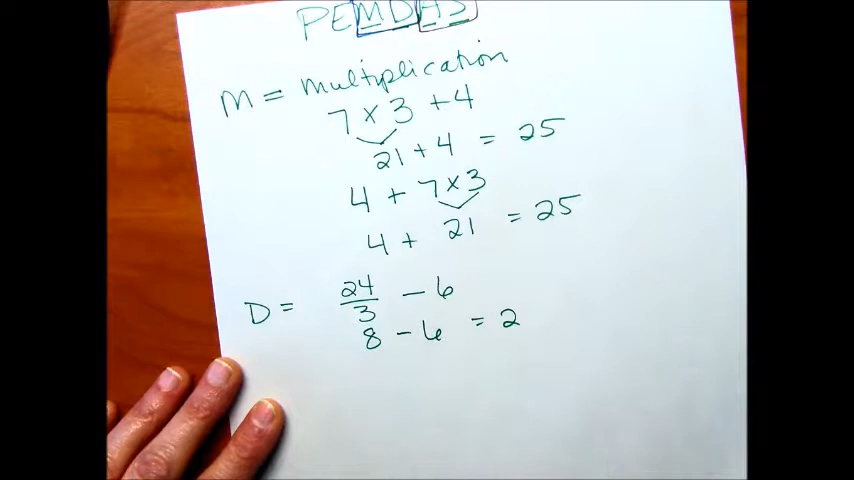 PEMDAS
M = multiplication
7 x 3 + 4
21 + 4 = 25
4 + 7 x 3
4 + 21 = 25
D = 24/3 - 6
8 - 6 = 2